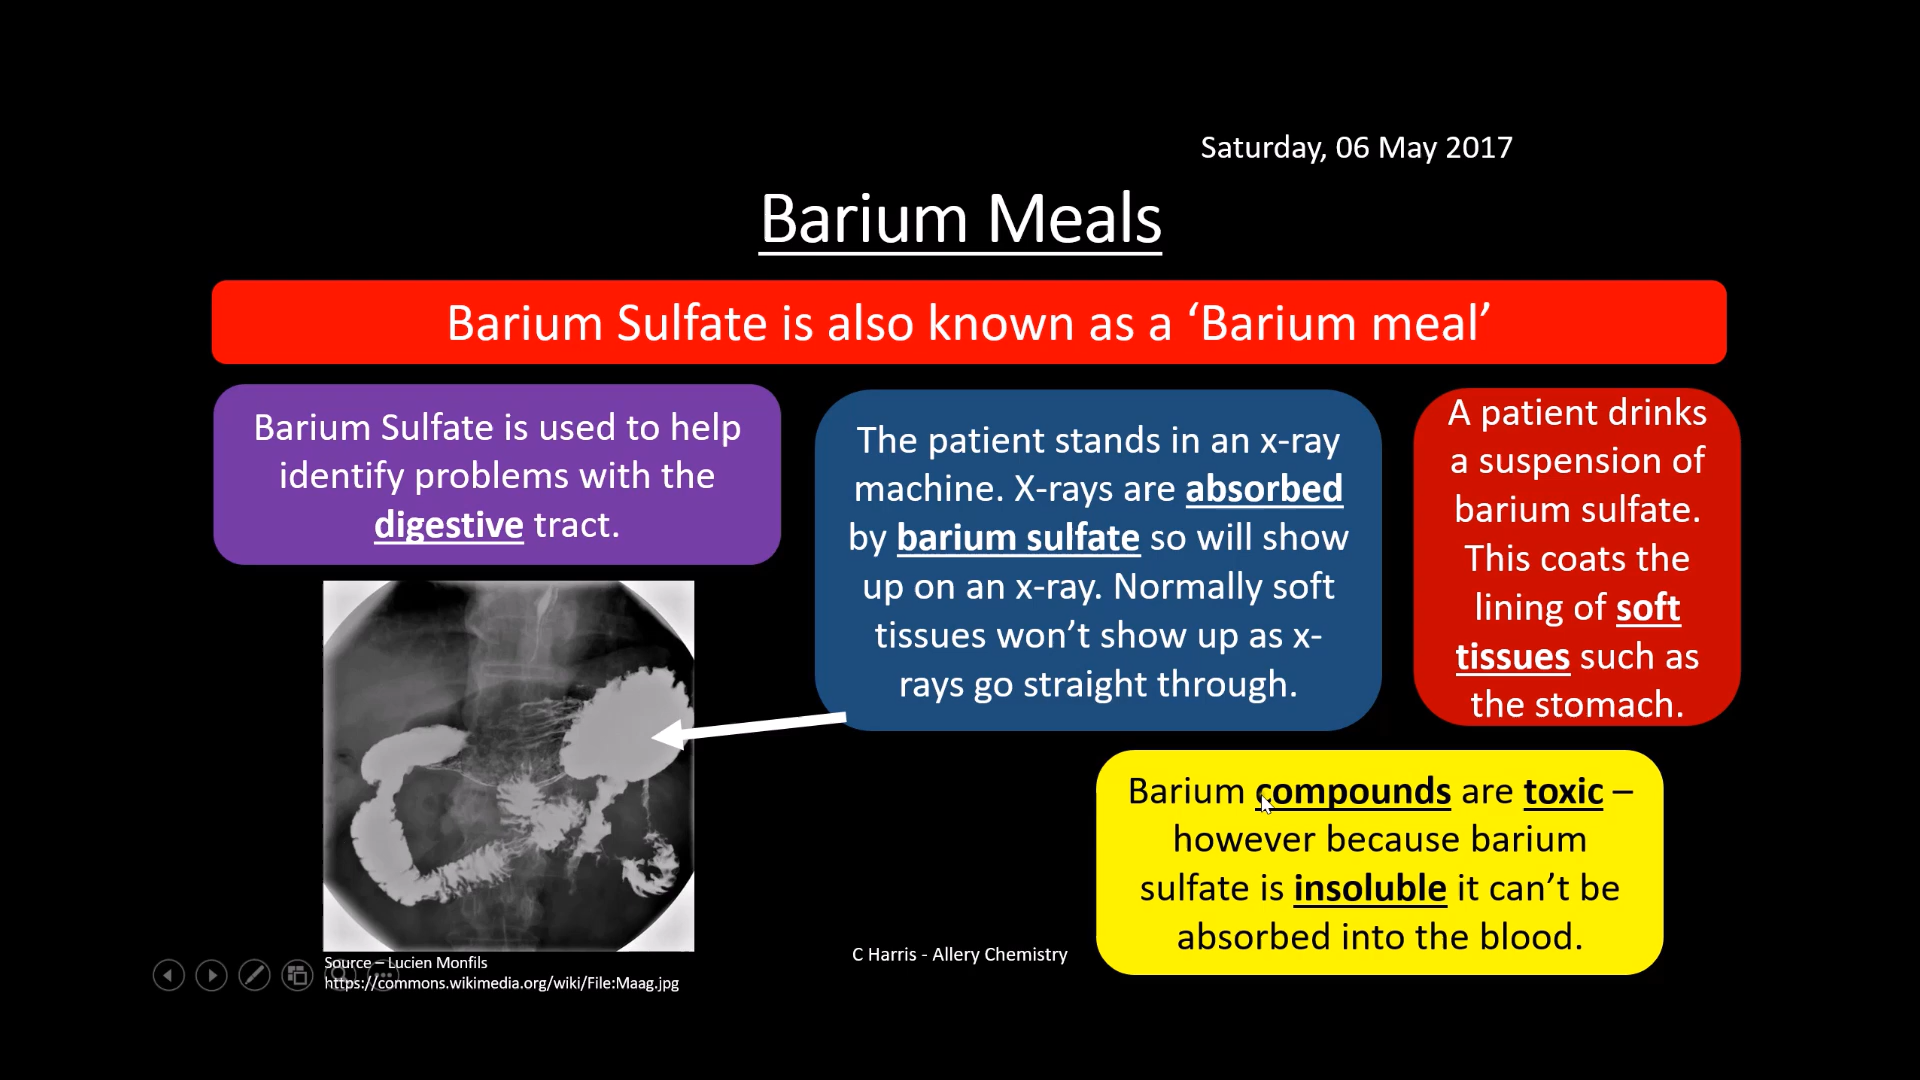 Saturday, 06 May 2017
Barium Meals
Barium Sulfate is also known as a ‘Barium meal’
Barium Sulfate is used to help
identify problems with the
digestive tract.
The patient stands in an x-ray
machine. X-rays are absorbed
by barium sulfate so will show
up on an x-ray. Normally soft
tissues won’t show up as x-
rays go straight through.
A patient drinks
a suspension of
barium sulfate.
This coats the
lining of soft
tissues such as
the stomach.
Barium compounds are toxic –
however because barium
sulfate is insoluble it can’t be
absorbed into the blood.
C Harris - Allery Chemistry
Source – Lucien Monfils
https://commons.wikimedia.org/wiki/File:Maag.jpg